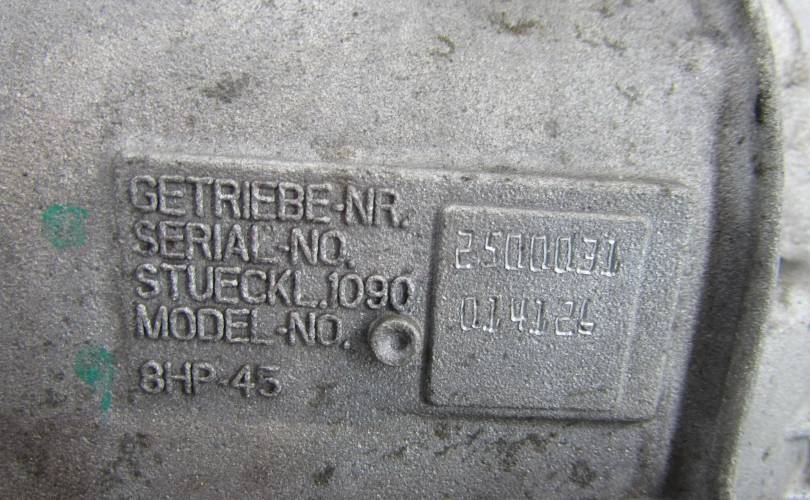 GETRIEBE-NR.
SERIAL-NO.
2500031
STUECKL.1090
MODEL-NO.
014126
8HP-45